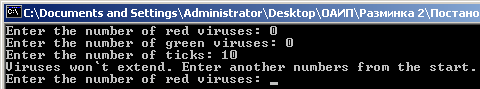 C:\Documents and Settings\Administrator\Desktop\ОАИП\Разминка 2\Постано
Enter the number of red viruses: 0
Enter the number of green viruses: 0
Enter the number of ticks: 10
Viruses won`t extend. Enter another numbers from the start.
Enter the number of red viruses: _